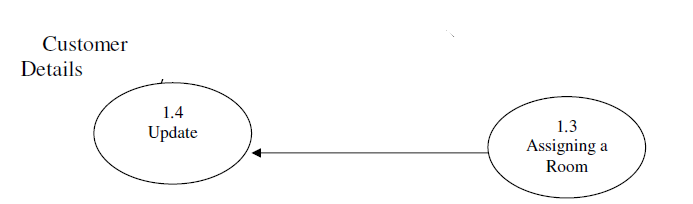 Customer
Details
1.4
Update
1.3
Assigning a
Room